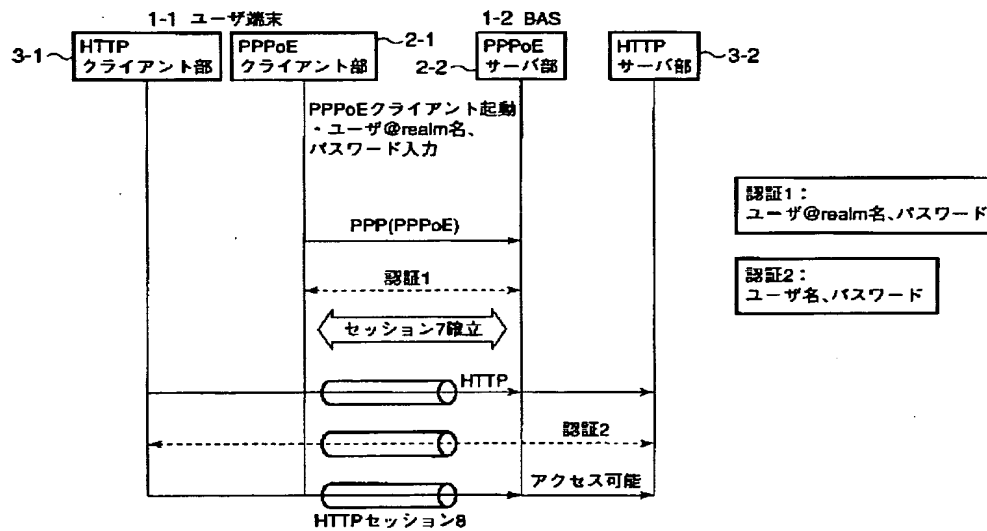 1-1 ユーザ端末
1-2 BAS
3-1
HTTP
クライアント部
PPPoE
クライアント部
2-1
2-2
PPPoE
サーバ部
HTTP
サーバ部
3-2
PPPoEクライアント起動
・ユーザ@realm名、
パスワード入力
認証1：
ユーザ@realm名、パスワード
PPP(PPPoE)
認証1
認証2：
ユーザ名、パスワード
セッション7確立
HTTP
認証2
アクセス可能
HTTPセッション8